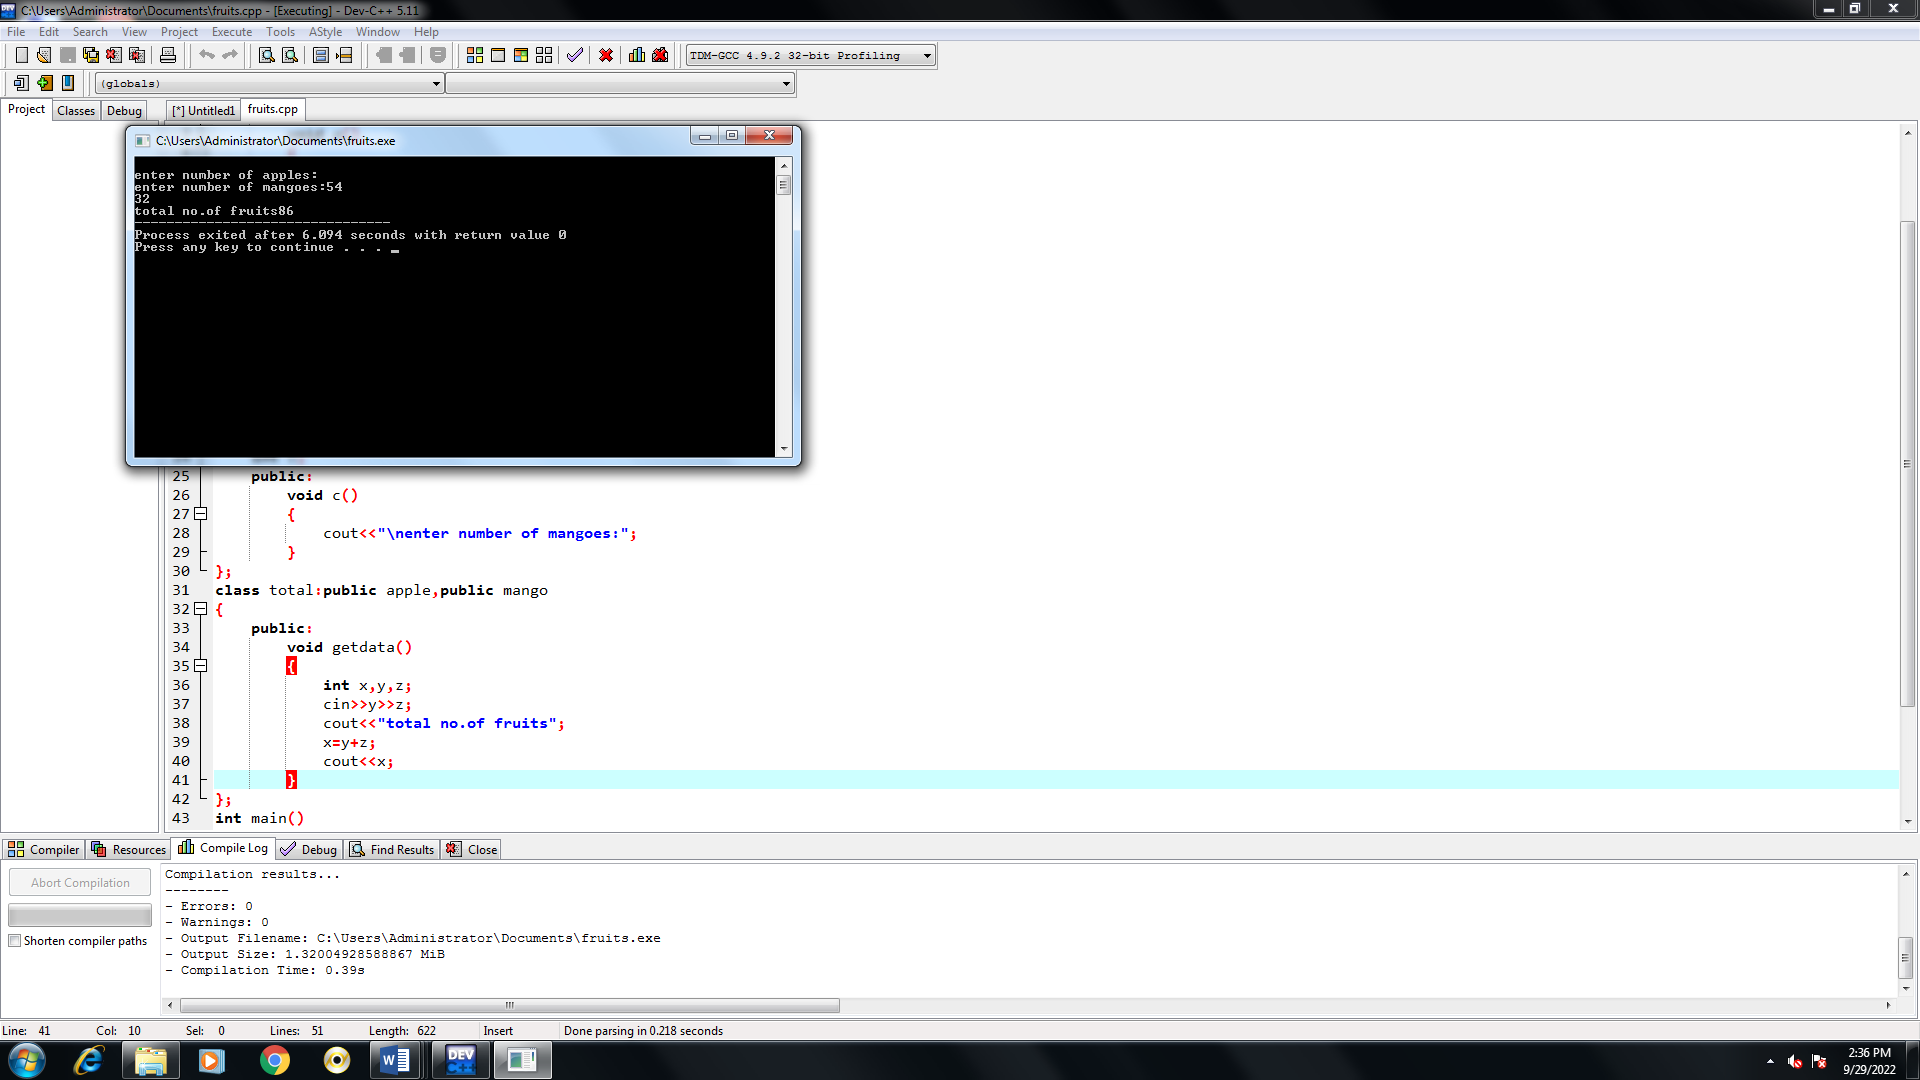 C:\Users\Administrator\Documents\fruits.cpp - [Executing] - Dev-C++ 5.11
File Edit Search View Project Execute Tools AStyle Window Help
TDM-GCC 4.9.2 32-bit Profiling
(globals)
Project Classes Debug [*] Untitled1 fruits.cpp
C:\Users\Administrator\Documents\fruits.exe
enter number of apples:
enter number of mangoes:54
32
total no.of fruits86
--------------------------------
Process exited after 6.094 seconds with return value 0
Press any key to continue . . .
25 public:
26 void c()
27 {
28 cout<<"\nenter number of mangoes:";
29 }
30 };
31 class total:public apple,public mango
32 {
33 public:
34 void getdata()
35 {
36 int x,y,z;
37 cin>>y>>z;
38 cout<<"total no.of fruits";
39 x=y+z;
40 cout<<x;
41 }
42 };
43 int main()
Compiler Resources Compile Log Debug Find Results Close
Abort Compilation
Shorten compiler paths
Compilation results...
--------
- Errors: 0
- Warnings: 0
- Output Filename: C:\Users\Administrator\Documents\fruits.exe
- Output Size: 1.32004928588867 MiB
- Compilation Time: 0.39s
Line: 41 Col: 10 Sel: 0 Lines: 51 Length: 622 Insert Done parsing in 0.218 seconds
DEV C++
2:36 PM
9/29/2022